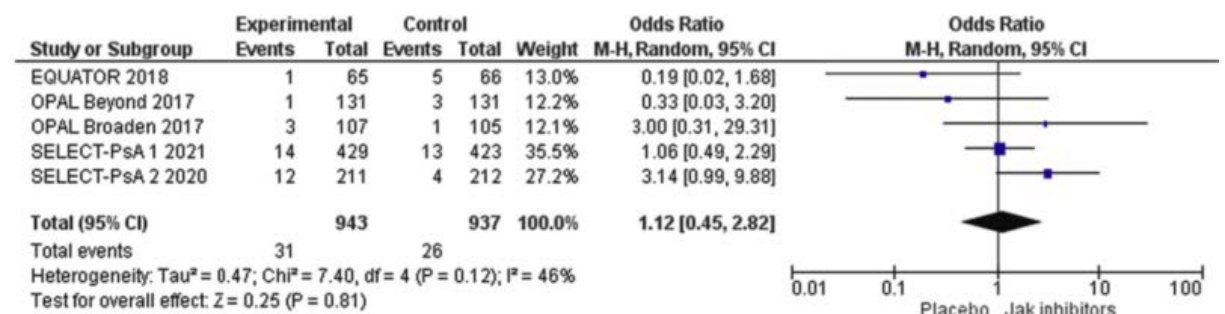 Experimental Control Odds Ratio Odds Ratio
Study or Subgroup Events Total Events Total Weight M-H, Random, 95% CI M-H, Random, 95% CI
EQUATOR 2018 1 65 5 66 13.0% 0.19 [0.02, 1.68]
OPAL Beyond 2017 1 131 3 131 12.2% 0.33 [0.03, 3.20]
OPAL Broaden 2017 3 107 1 105 12.1% 3.00 [0.31, 29.31]
SELECT-PsA 1 2021 14 429 13 423 35.5% 1.06 [0.49, 2.29]
SELECT-PsA 2 2020 12 211 4 212 27.2% 3.14 [0.99, 9.88]
Total (95% CI) 943 937 100.0% 1.12 [0.45, 2.82]
Total events 31 26
Heterogeneity: Tau² = 0.47; Chi² = 7.40, df = 4 (P = 0.12); I² = 46%
Test for overall effect: Z = 0.25 (P = 0.81)
0.01 0.1 1 10 100
Placebo Jak inhibitors